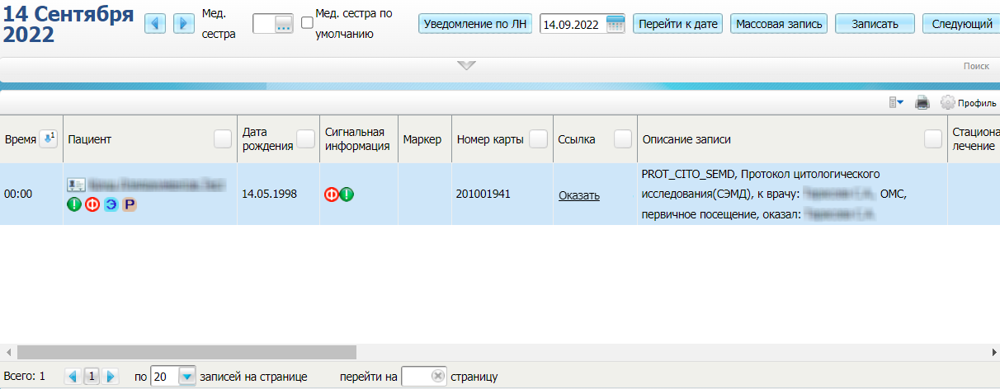 14 Сентября
2022
Мед.
сестра
...
Мед. сестра по
умолчанию
Уведомление по ЛН
14.09.2022
Перейти к дате
Массовая запись
Записать
Следующий
Поиск
Профиль
Время
1
Пациент
Дата
рождения
Сигнальная
информация
Маркер
Номер карты
Ссылка
Описание записи
Стациона
лечение
00:00
Э Р
14.05.1998
201001941
Оказать
PROT_CITO_SEMD, Протокол цитологического
исследования(СЭМД), к врачу: ОМС,
первичное посещение, оказал:
Всего: 1
1
по 20 записей на странице
перейти на страницу